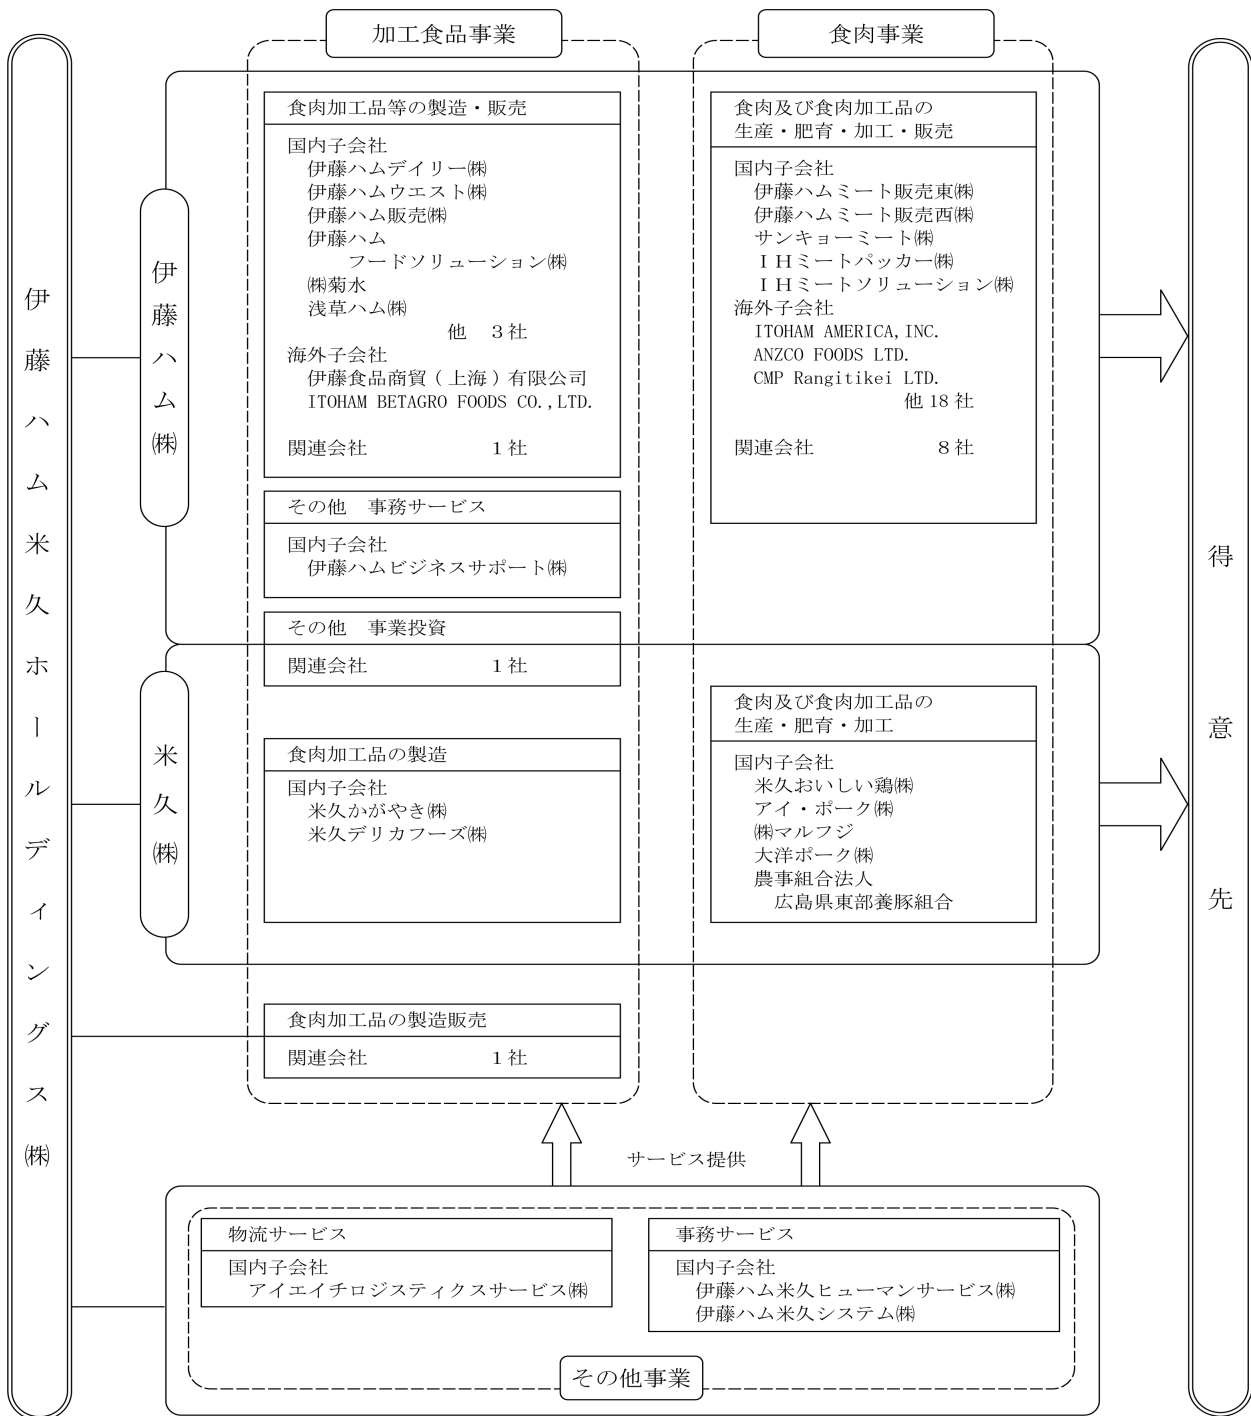 加工食品事業
食肉事業
伊藤ハム米久ホールディングス㈱
伊藤ハム㈱
食肉加工品等の製造・販売
国内子会社
伊藤ハムデイリー㈱
伊藤ハムウエスト㈱
伊藤ハム販売㈱
伊藤ハム
フードソリューション㈱
㈱菊水
浅草ハム㈱
他　３社
海外子会社
伊藤食品商貿（上海）有限公司
ITOHAM BETAGRO FOODS CO.,LTD.
関連会社　１社
その他　事務サービス
国内子会社
伊藤ハムビジネスサポート㈱
その他　事業投資
関連会社　１社
食肉及び食肉加工品の
生産・肥育・加工・販売
国内子会社
伊藤ハムミート販売東㈱
伊藤ハムミート販売西㈱
サンキョーミート㈱
ＩＨミートパッカー㈱
ＩＨミートソリューション㈱
海外子会社
ITOHAM AMERICA,INC.
ANZCO FOODS LTD.
CMP Rangitikei LTD.
他 18 社
関連会社　８社
米久㈱
食肉加工品の製造
国内子会社
米久かがやき㈱
米久デリカフーズ㈱
食肉及び食肉加工品の
生産・肥育・加工
国内子会社
米久おいしい鶏㈱
アイ・ポーク㈱
㈱マルフジ
大洋ポーク㈱
農事組合法人
広島県東部養豚組合
食肉加工品の製造販売
関連会社　１社
得意先
サービス提供
物流サービス
国内子会社
アイエイチロジスティクスサービス㈱
事務サービス
国内子会社
伊藤ハム米久ヒューマンサービス㈱
伊藤ハム米久システム㈱
その他事業